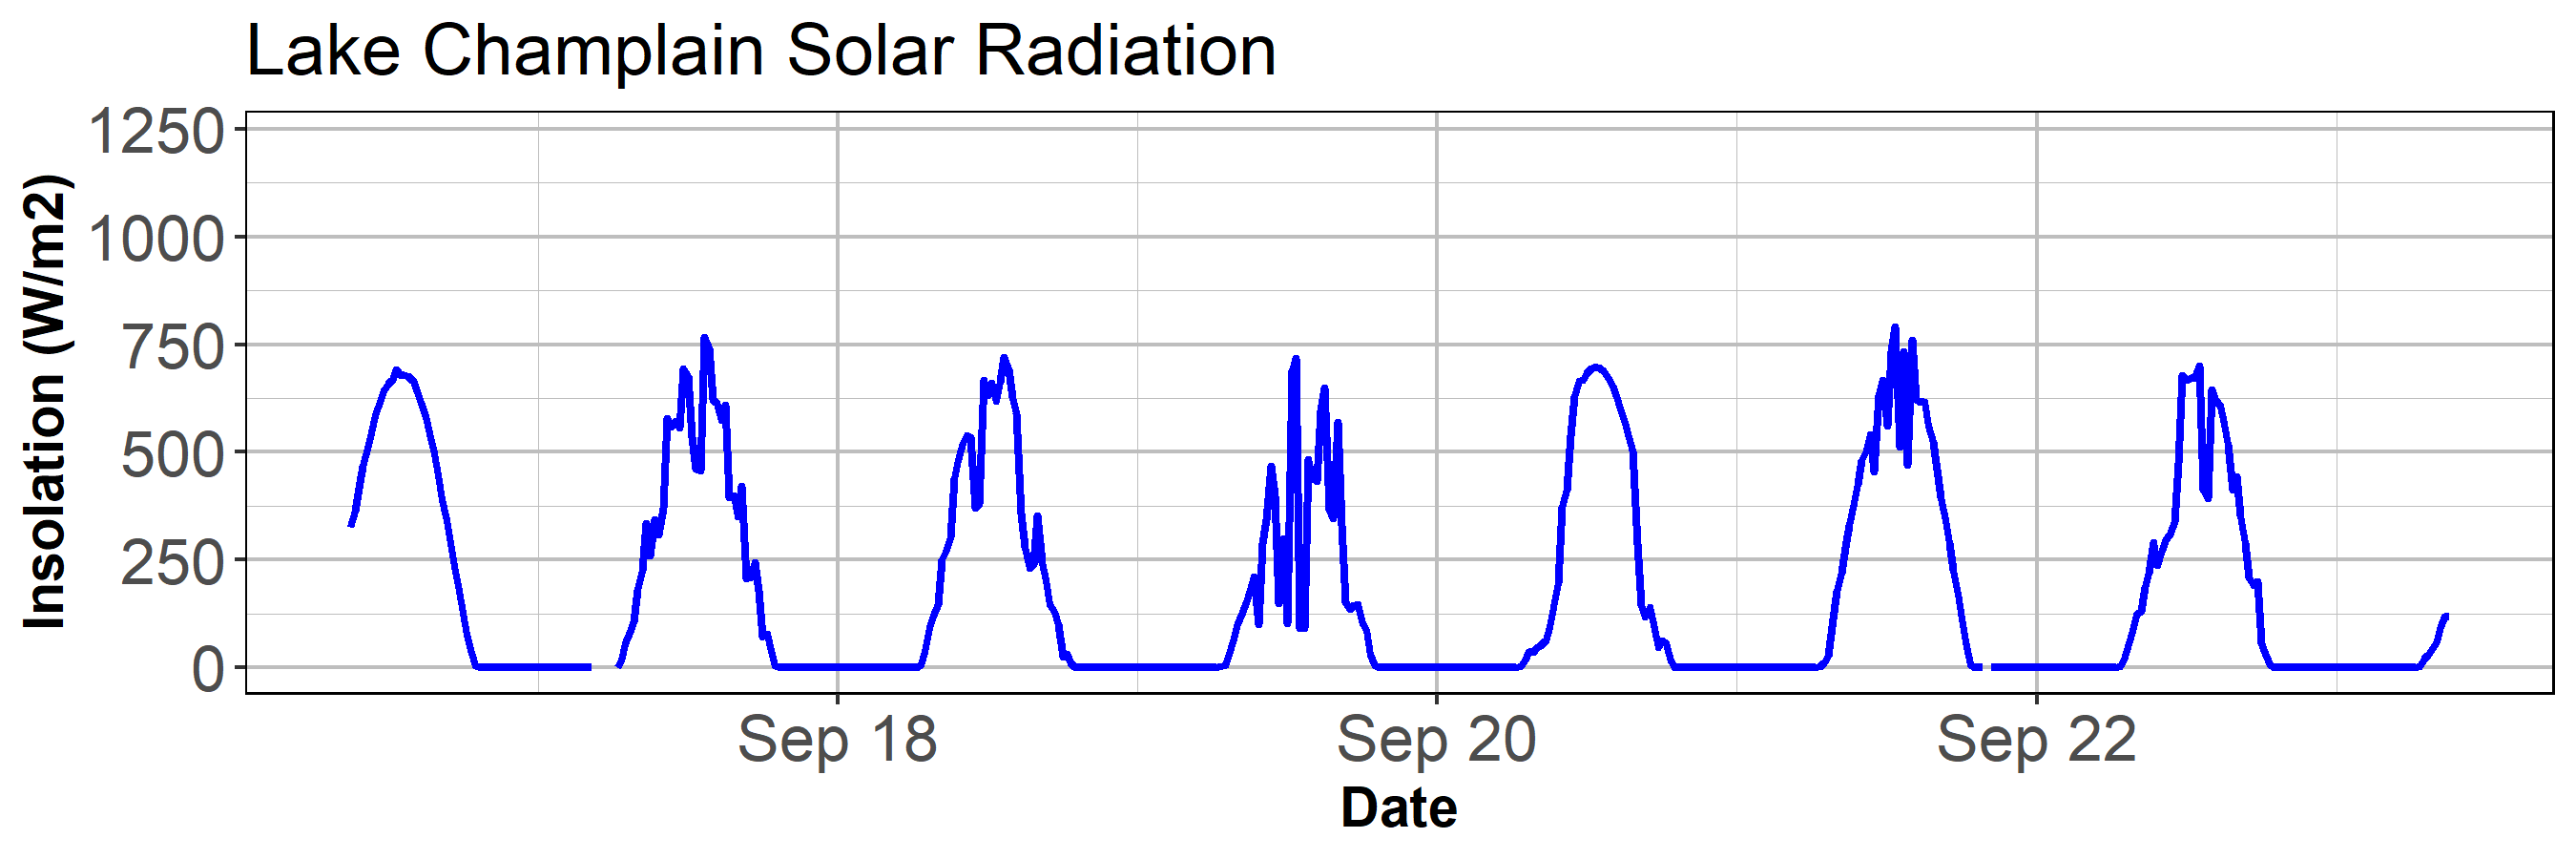 Lake Champlain Solar Radiation
1250
1000
750
500
250
0
Insolation (W/m2)
Sep 18
Sep 20
Sep 22
Date